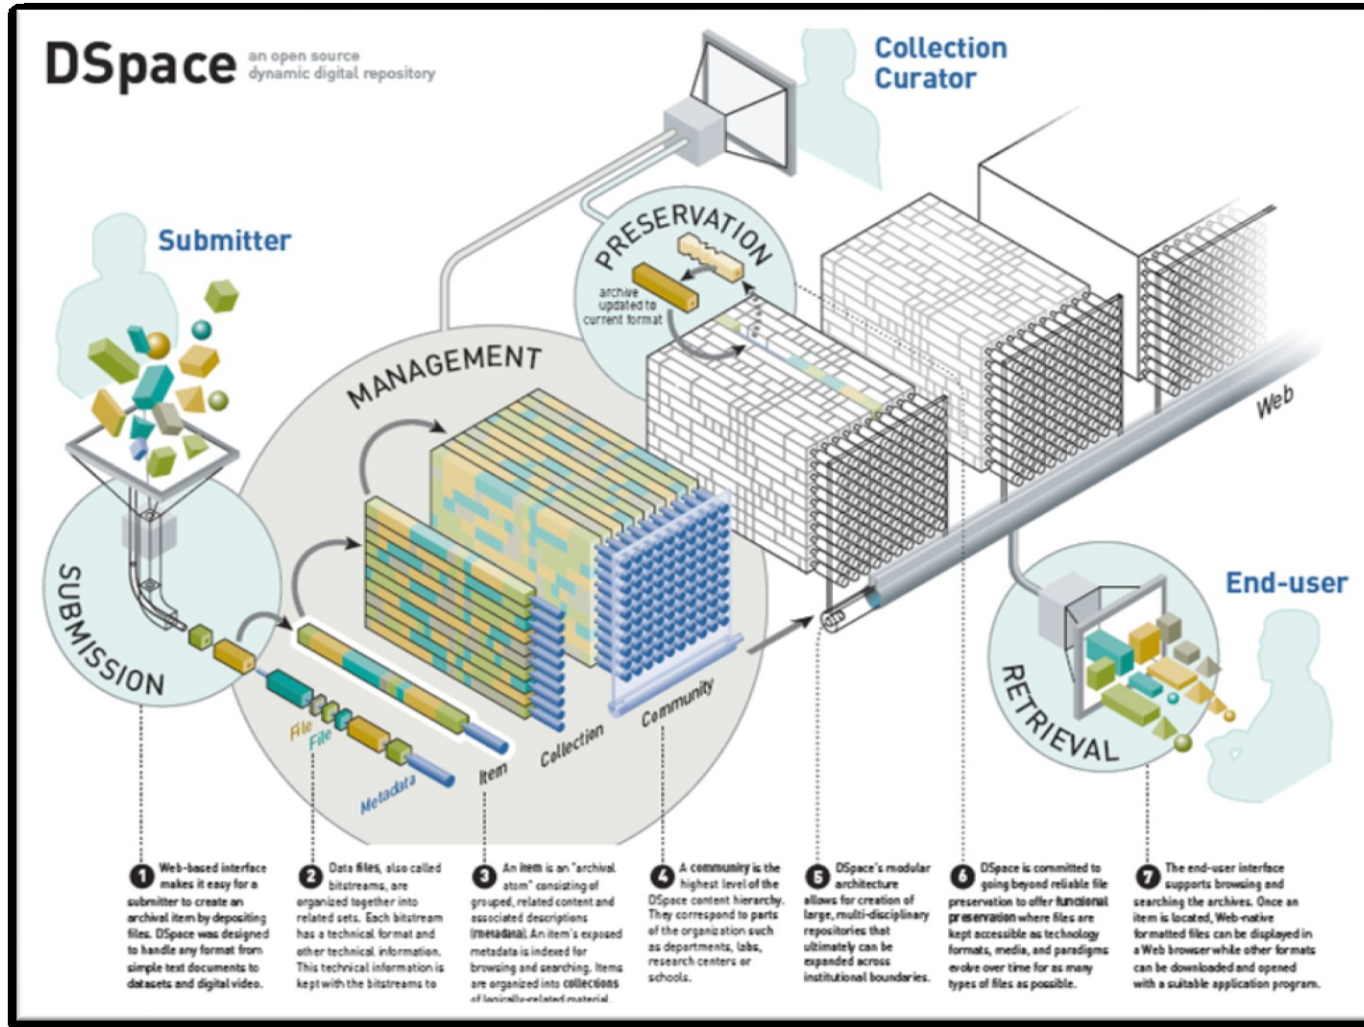 DSpace
an open source
dynamic digital repository
Collection
Curator
Submitter
PRESERVATION
archive
updated to
current format
MANAGEMENT
Web
SUBMISSION
End-user
RETRIEVAL
File
File
Metadata
Item
Collection
Community
1 Web-based interface
makes it easy for a
submitter to create an
archival item by depositing
files. DSpace was designed
to handle any format from
simple text documents to
datasets and digital video.
2 Data files, also called
bitstreams, are
organized together into
related sets. Each bitstream
has a technical format and
other technical information.
This technical information is
kept with the bitstreams to
3 An item is an "archival
atom" consisting of
grouped, related content and
associated descriptions
(metadata). An item's exposed
metadata is indexed for
browsing and searching. Items
are organized into collections
of logically-related material.
4 A community is the
highest level of the
DSpace content hierarchy.
They correspond to parts
of the organization such
as departments, labs,
research centers or
schools.
5 DSpace's modular
architecture
allows for creation of
large, multi-disciplinary
repositories that
ultimately can be
expanded across
institutional boundaries.
6 DSpace is committed to
going beyond reliable file
preservation to offer functional
preservation where files are
kept accessible as technology
formats, media, and paradigms
evolve over time for as many
types of files as possible.
7 The end-user interface
supports browsing and
searching the archives. Once an
item is located, Web-native
formatted files can be displayed in
a Web browser while other formats
can be downloaded and opened
with a suitable application program.